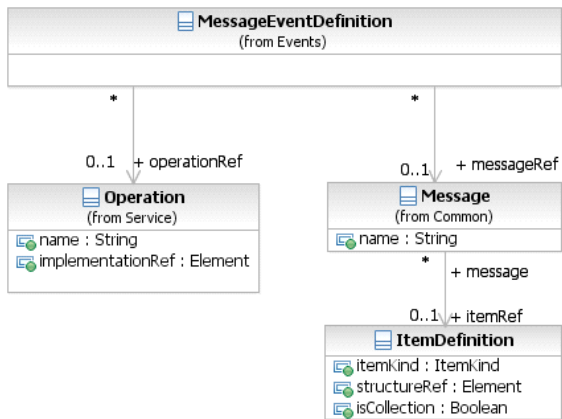 MessageEventDefinition
(from Events)
* *
0..1 + operationRef
0..1 + messageRef
Operation
(from Service)
name : String
implementationRef : Element
Message
(from Common)
name : String
*
+ message
0..1 + itemRef
ItemDefinition
itemKind : ItemKind
structureRef : Element
isCollection : Boolean